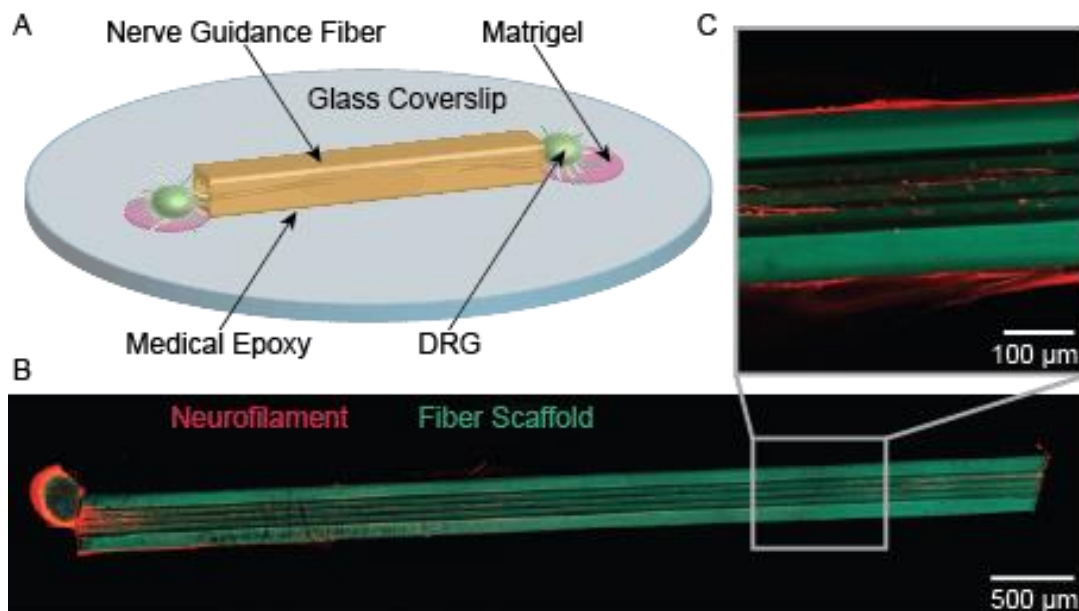 A
Nerve Guidance Fiber
Matrigel
C
Glass Coverslip
Medical Epoxy
DRG
100 µm
B
Neurofilament
Fiber Scaffold
500 µm